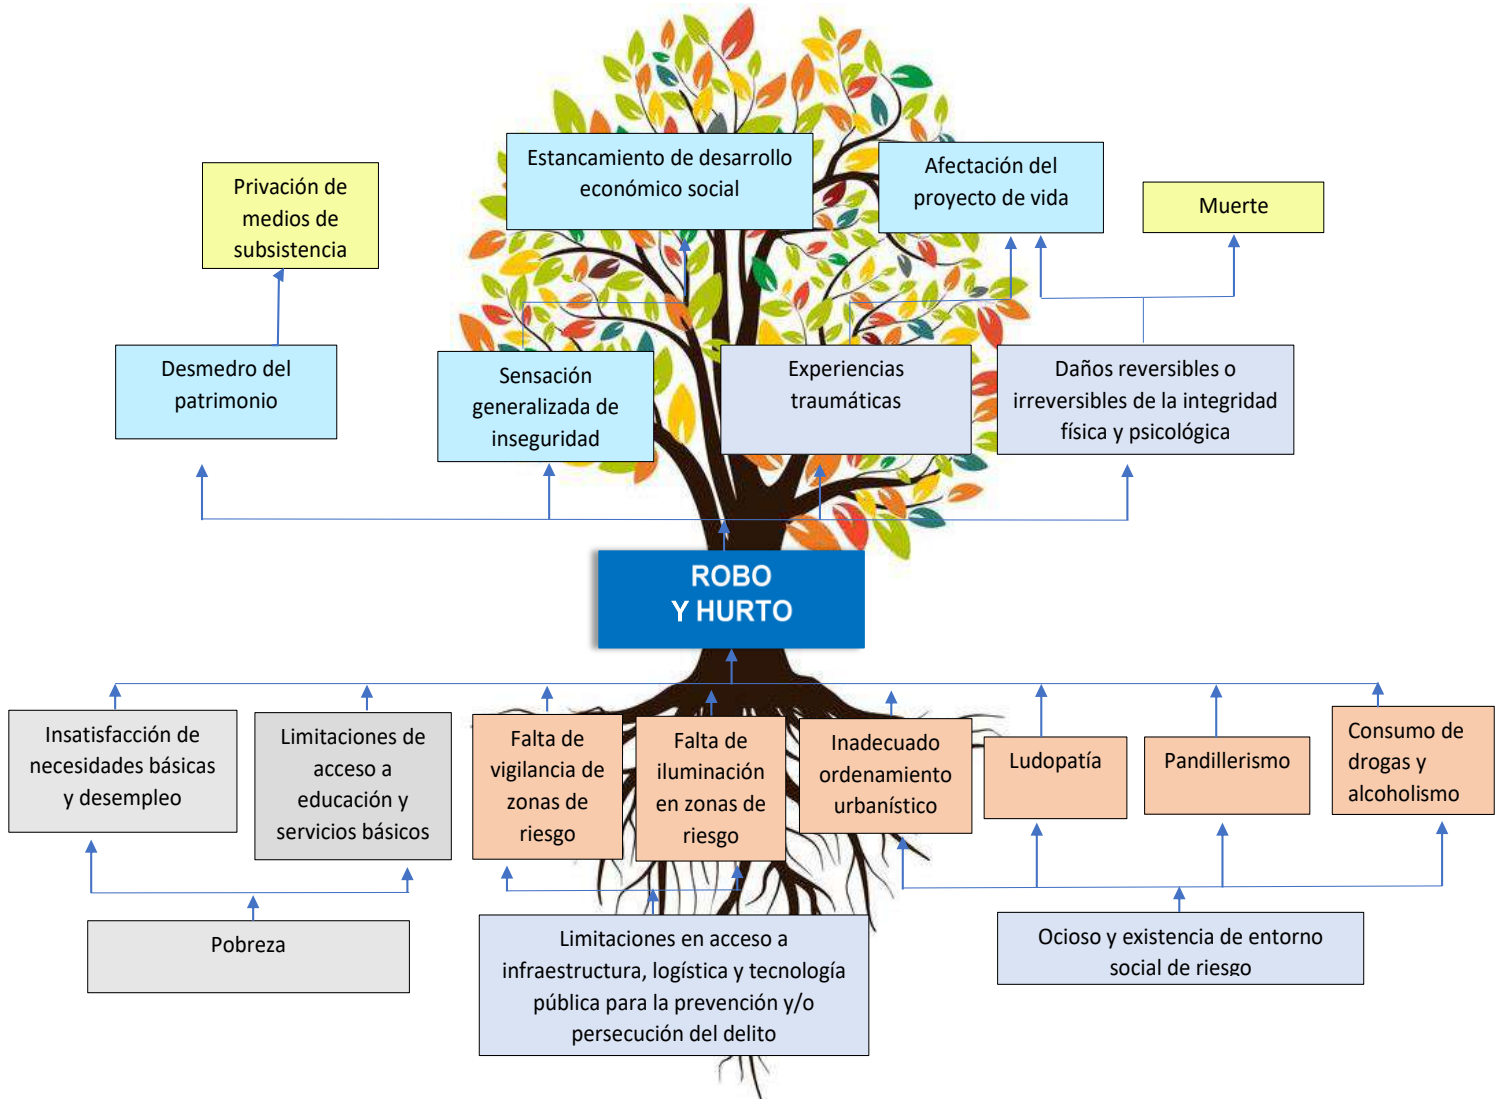 Estancamiento de desarrollo
económico social
Afectación del
proyecto de vida
Privación de
medios de
subsistencia
Muerte
Desmedro del
patrimonio
Sensación
generalizada de
inseguridad
Experiencias
traumáticas
Daños reversibles o
irreversibles de la integridad
física y psicológica
ROBO
Y HURTO
Insatisfacción de
necesidades básicas
y desempleo
Limitaciones de
acceso a
educación y
servicios básicos
Falta de
vigilancia de
zonas de
riesgo
Falta de
iluminación
en zonas de
riesgo
Inadecuado
ordenamiento
urbanístico
Ludopatía
Pandillerismo
Consumo de
drogas y
alcoholismo
Pobreza
Limitaciones en acceso a
infraestructura, logística y tecnología
pública para la prevención y/o
persecución del delito
Ocioso y existencia de entorno
social de riesgo